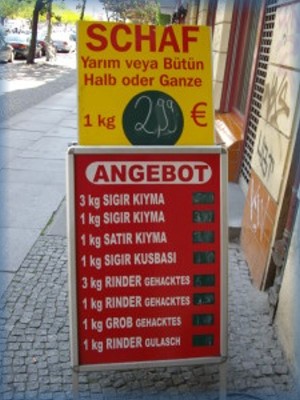 SCHAF
Yarım veya Bütün
Halb oder Ganze
1 kg 2,99 €
ANGEBOT
3 kg SIGIR KIYMA
1 kg SIGIR KIYMA
1 kg SATIR KIYMA
1 kg SIGIR KUSBASI
3 kg RINDER GEHACKTES
1 kg RINDER GEHACKTES
1 kg GROB GEHACKTES
1 kg RINDER GULASCH